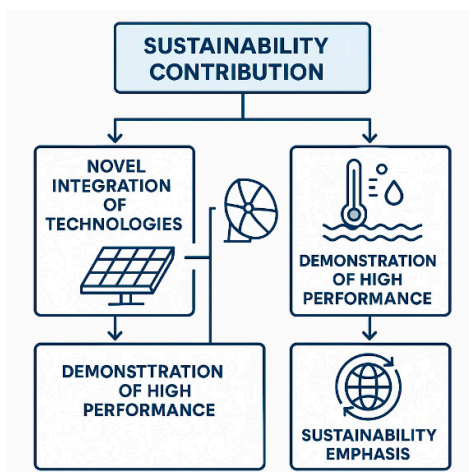 SUSTAINABILITY
CONTRIBUTION
NOVEL
INTEGRATION
OF
TECHNOLOGIES
DEMONSTRATION
OF HIGH
PERFORMANCE
DEMONSTTRATION
OF HIGH
PERFORMANCE
SUSTAINABILITY
EMPHASIS